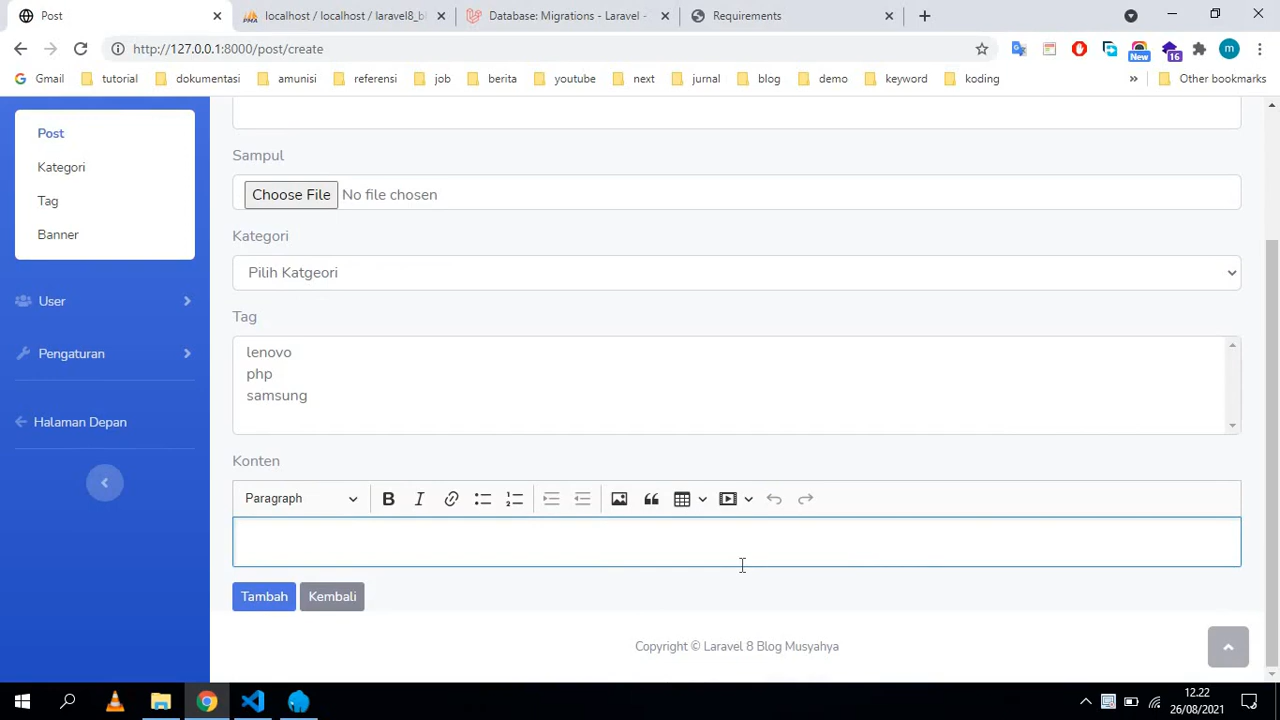 Post
localhost / localhost / laravel8_bl
Database: Migrations - Laravel -
Requirements
http://127.0.0.1:8000/post/create
New
16
m
Gmail
tutorial
dokumentasi
amunisi
referensi
job
berita
youtube
next
jurnal
blog
demo
keyword
koding
»
Other bookmarks
Post
Kategori
Tag
Banner
User
Pengaturan
Halaman Depan
Sampul
Choose File No file chosen
Kategori
Pilih Katgeori
Tag
lenovo
php
samsung
Konten
Paragraph
Tambah
Kembali
Copyright © Laravel 8 Blog Musyahya
12.22
26/08/2021